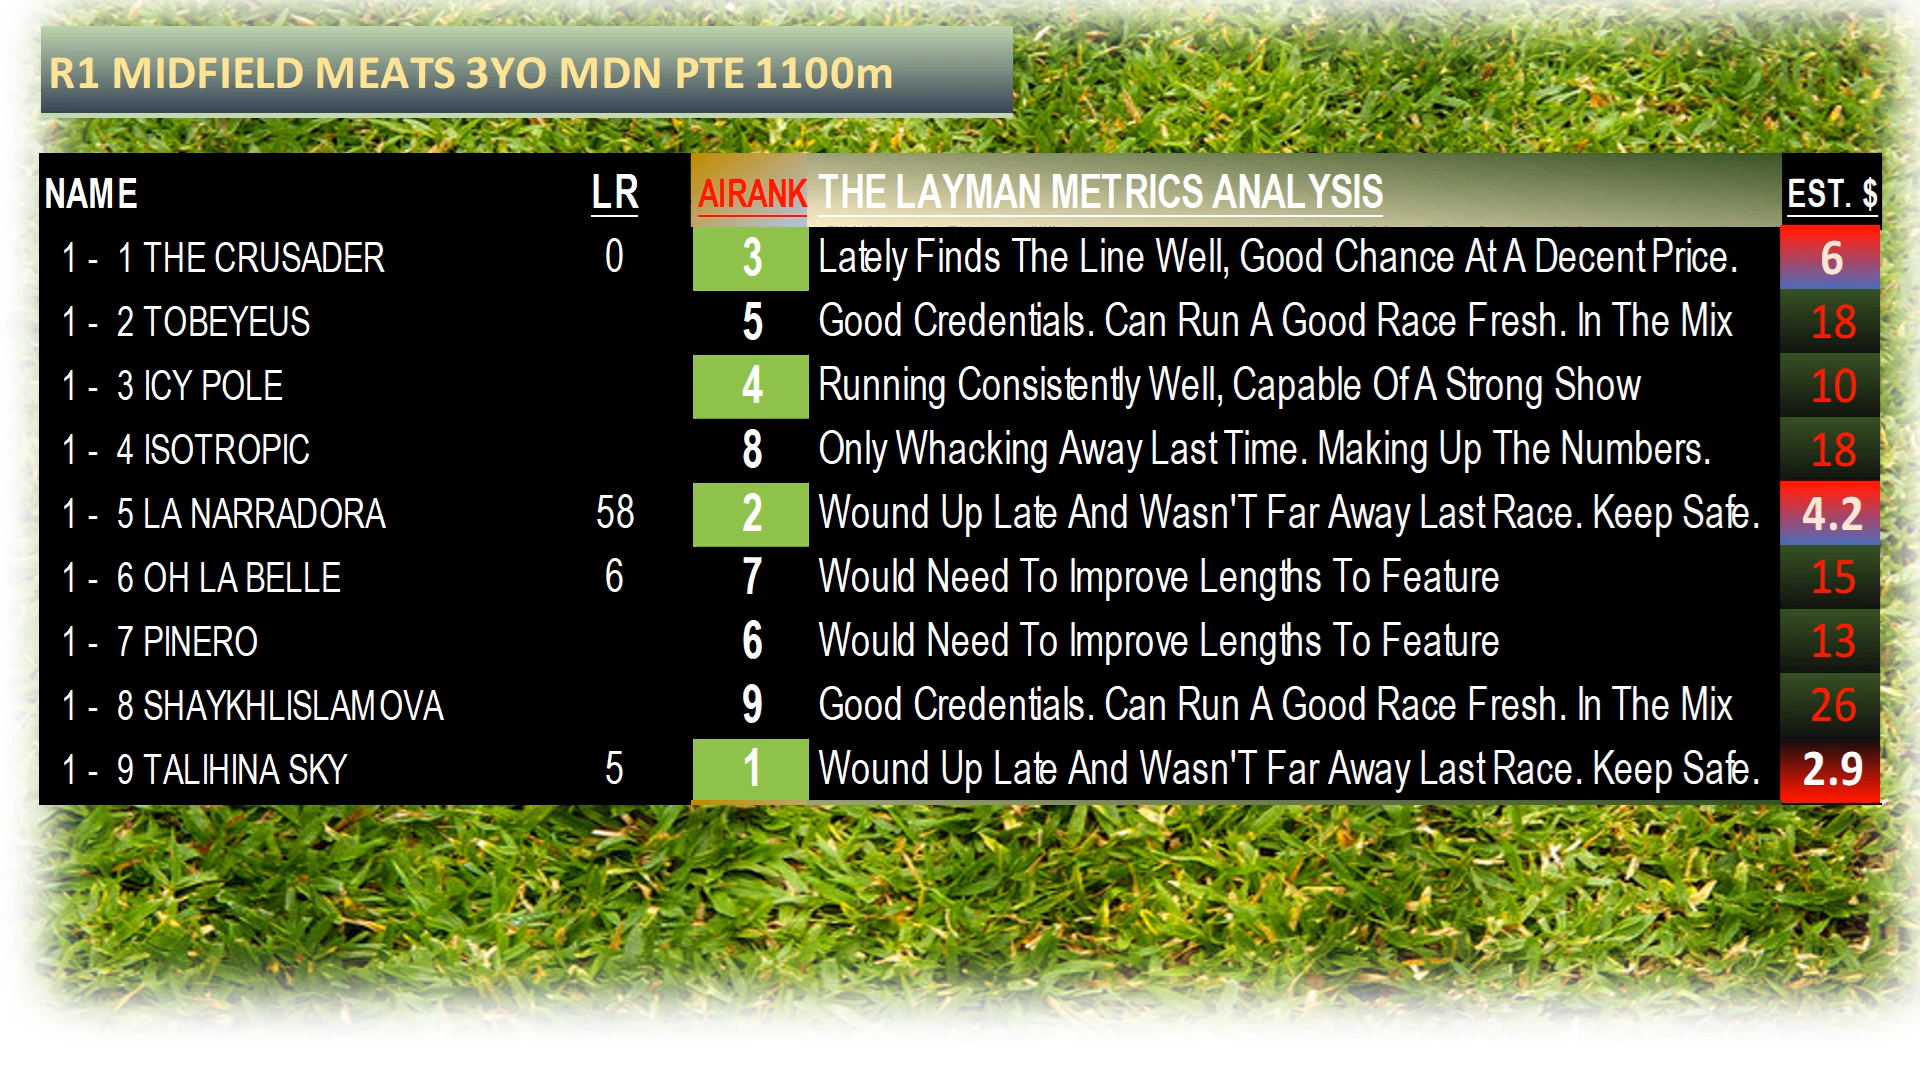 R1 MIDFIELD MEATS 3YO MDN PTE 1100m
NAME LR AIRANK THE LAYMAN METRICS ANALYSIS EST. $
1 - 1 THE CRUSADER 0 3 Lately Finds The Line Well, Good Chance At A Decent Price. 6
1 - 2 TOBEYEUS 5 Good Credentials. Can Run A Good Race Fresh. In The Mix 18
1 - 3 ICY POLE 4 Running Consistently Well, Capable Of A Strong Show 10
1 - 4 ISOTROPIC 8 Only Whacking Away Last Time. Making Up The Numbers. 18
1 - 5 LA NARRADORA 58 2 Wound Up Late And Wasn'T Far Away Last Race. Keep Safe. 4.2
1 - 6 OH LA BELLE 6 7 Would Need To Improve Lengths To Feature 15
1 - 7 PINERO 6 Would Need To Improve Lengths To Feature 13
1 - 8 SHAYKHLISLAMOVA 9 Good Credentials. Can Run A Good Race Fresh. In The Mix 26
1 - 9 TALIHINA SKY 5 1 Wound Up Late And Wasn'T Far Away Last Race. Keep Safe. 2.9